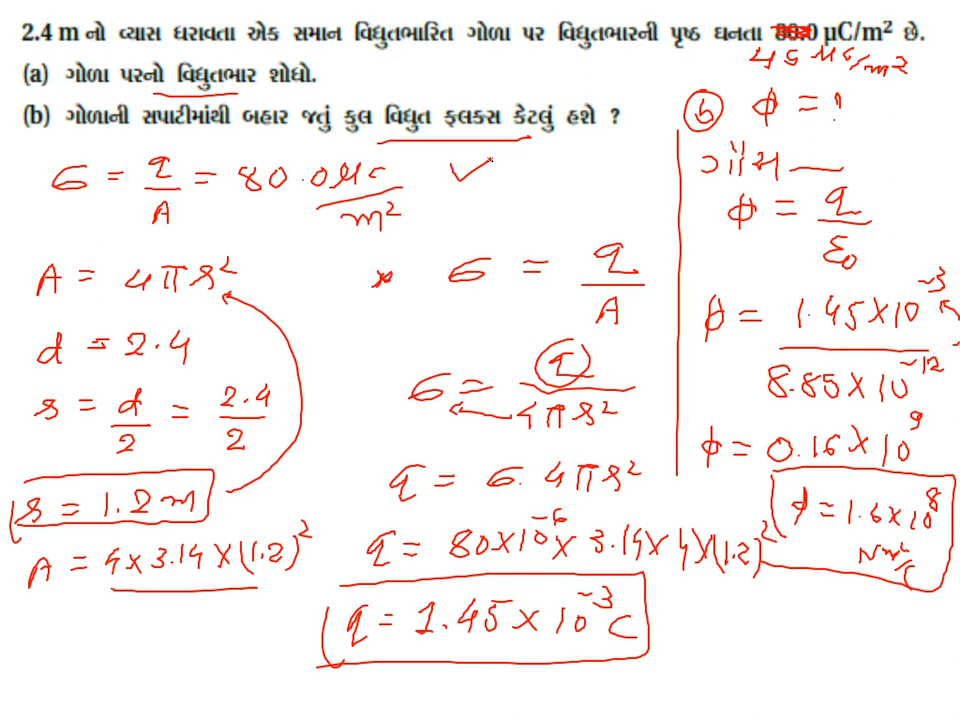 2.4 m નો વ્યાસ ધરાવતા એક સમાન વિદ્યુતભારિત ગોળા પર વિદ્યુતભારની પૃષ્ઠ ઘનતા 80.0 µC/m² છે.
45 µC/m²
(a) ગોળા પરનો વિદ્યુતભાર શોધો.
(b) ગોળાની સપાટીમાંથી બહાર જતું કુલ વિદ્યુત ફ્લક્સ કેટલું હશે ?
σ = q/A = 80.0 µC/m²
A = 4πr²
d = 2.4
r = d/2 = 2.4/2
r = 1.2 m
A = 4×3.14×(1.2)²
σ = q/A
σ = q/4πr²
q = σ. 4πr²
q = 80×10⁻⁶× 3.14×4×(1.2)²
q = 1.45×10⁻³ C
(b) ϕ = ?
ગૉસ
ϕ = q/ε₀
ϕ = 1.45×10⁻³/8.85×10⁻¹²
ϕ = 0.16×10⁹
ϕ = 1.6×10⁸
Nm²/C